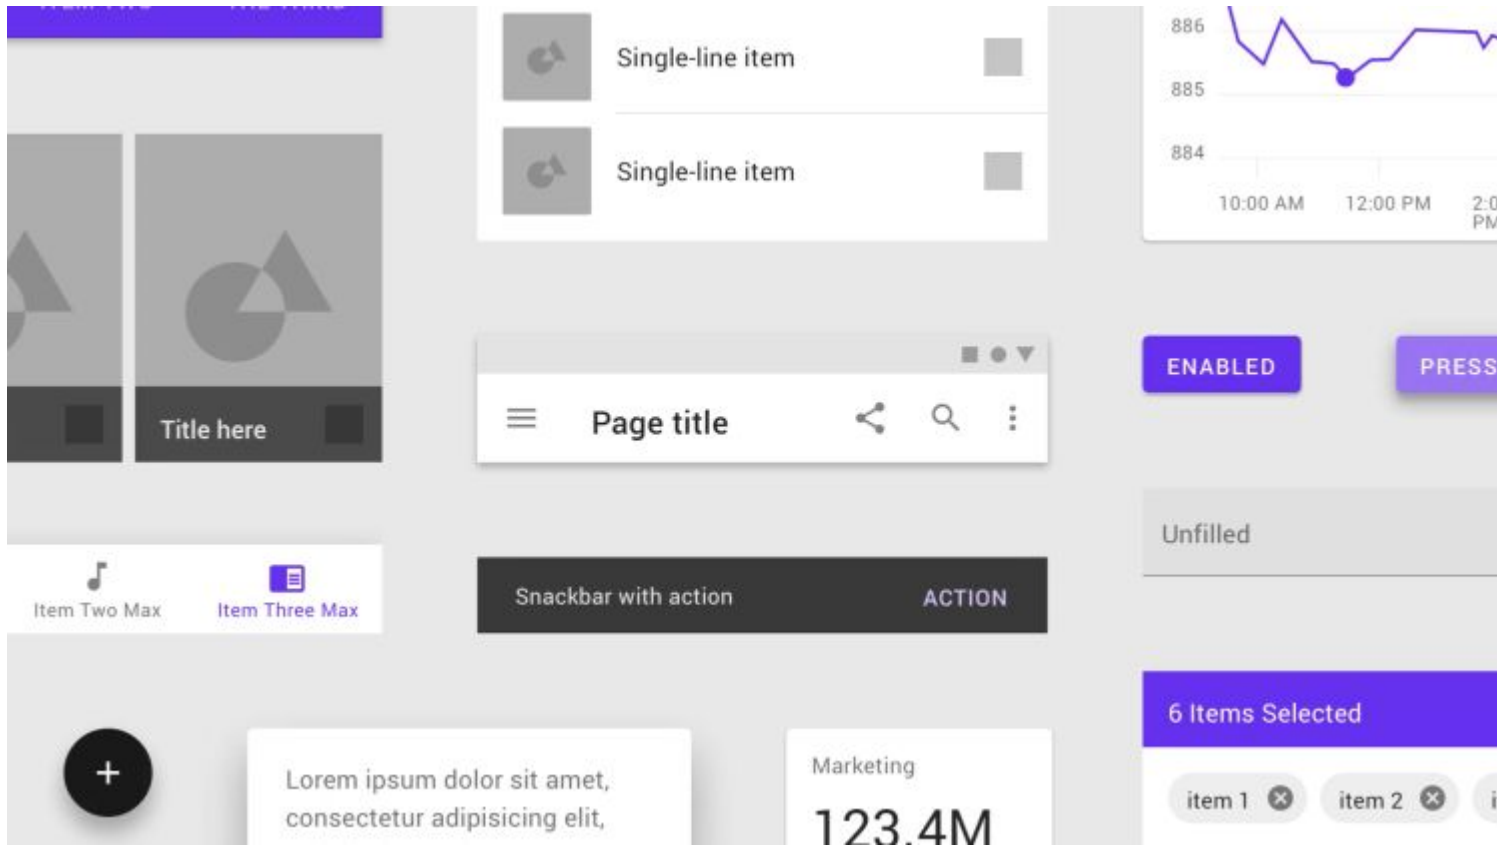 Single-line item
Single-line item
886
885
884
10:00 AM
12:00 PM
ENABLED
Title here
Page title
Unfilled
Item Two Max
Item Three Max
Snackbar with action
ACTION
6 Items Selected
Lorem ipsum dolor sit amet,
consectetur adipisicing elit,
Marketing
123.4M
item 1
item 2